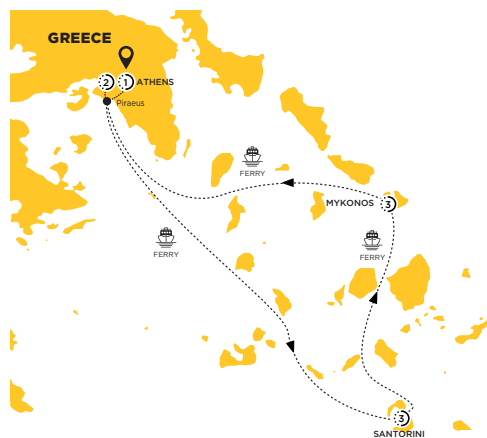 GREECE
2
1
ATHENS
Piraeus
FERRY
MYKONOS
3
FERRY
FERRY
3
SANTORINI